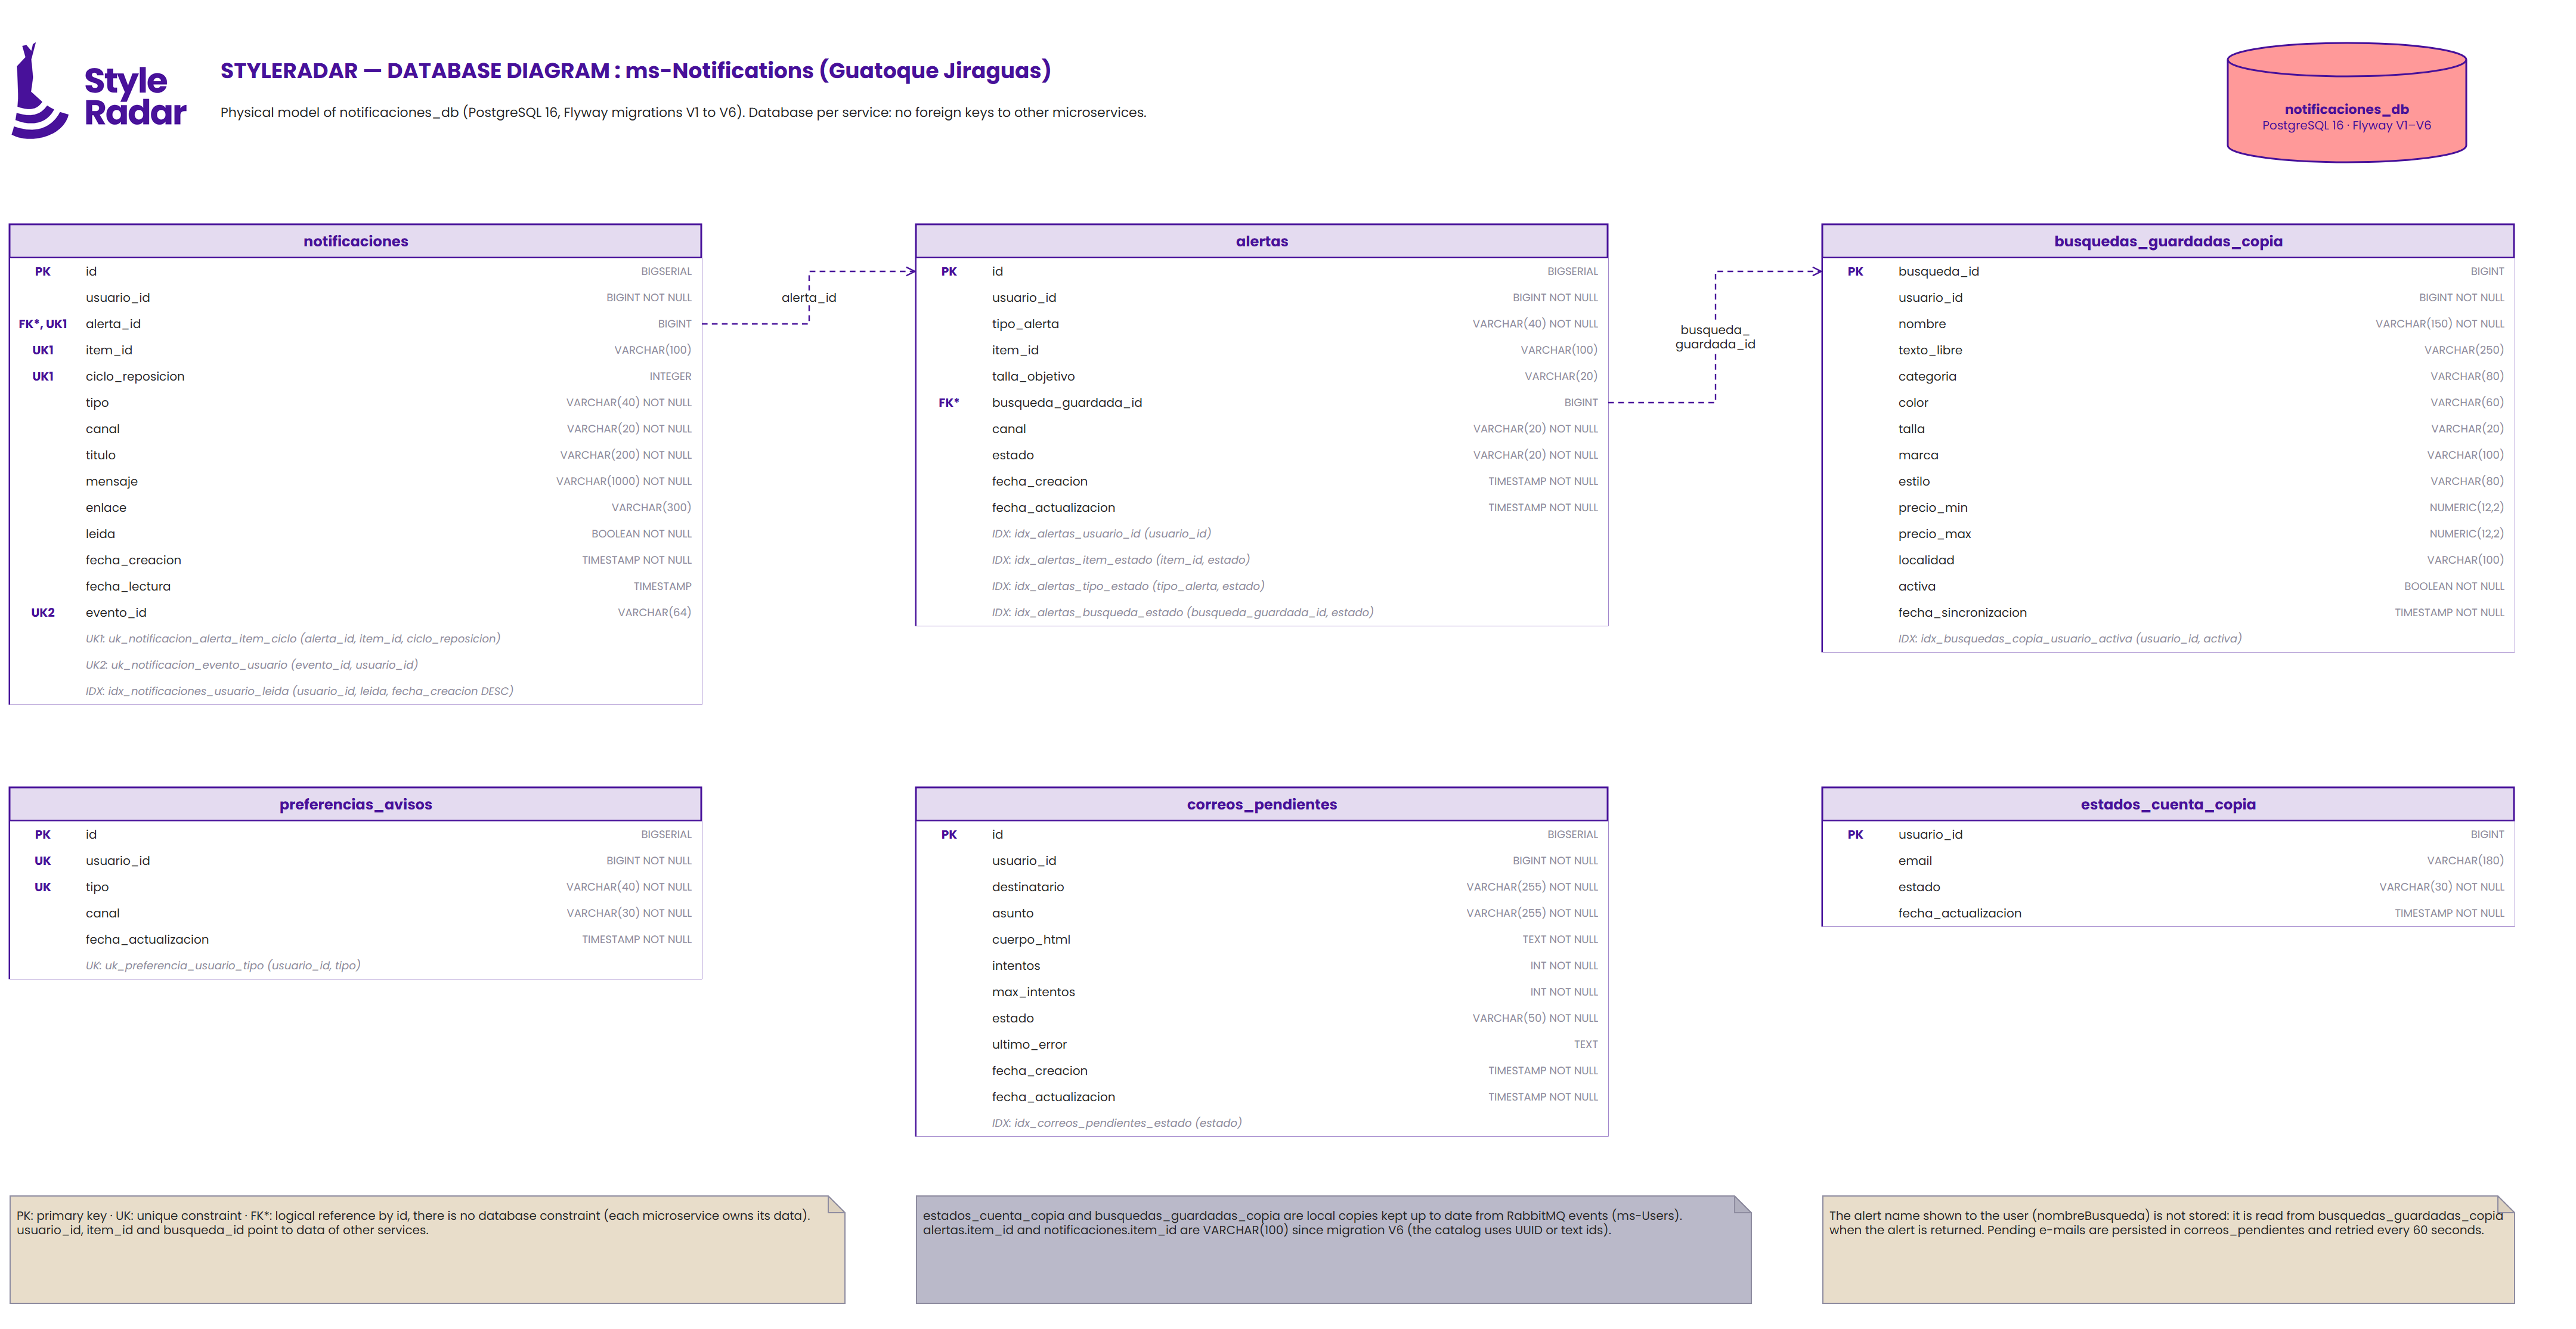 Style
Radar
STYLERADAR — DATABASE DIAGRAM : ms-Notifications (Guatoque Jiraguas)
Physical model of notificaciones_db (PostgreSQL 16, Flyway migrations V1 to V6). Database per service: no foreign keys to other microservices.
notificaciones_db
PostgreSQL 16 · Flyway V1–V6
notificaciones
PK id BIGSERIAL
usuario_id BIGINT NOT NULL
FK*, UK1 alerta_id BIGINT
UK1 item_id VARCHAR(100)
UK1 ciclo_reposicion INTEGER
tipo VARCHAR(40) NOT NULL
canal VARCHAR(20) NOT NULL
titulo VARCHAR(200) NOT NULL
mensaje VARCHAR(1000) NOT NULL
enlace VARCHAR(300)
leida BOOLEAN NOT NULL
fecha_creacion TIMESTAMP NOT NULL
fecha_lectura TIMESTAMP
UK2 evento_id VARCHAR(64)
UK1: uk_notificacion_alerta_item_ciclo (alerta_id, item_id, ciclo_reposicion)
UK2: uk_notificacion_evento_usuario (evento_id, usuario_id)
IDX: idx_notificaciones_usuario_leida (usuario_id, leida, fecha_creacion DESC)
alerta_id
alertas
PK id BIGSERIAL
usuario_id BIGINT NOT NULL
tipo_alerta VARCHAR(40) NOT NULL
item_id VARCHAR(100)
talla_objetivo VARCHAR(20)
FK* busqueda_guardada_id BIGINT
canal VARCHAR(20) NOT NULL
estado VARCHAR(20) NOT NULL
fecha_creacion TIMESTAMP NOT NULL
fecha_actualizacion TIMESTAMP NOT NULL
IDX: idx_alertas_usuario_id (usuario_id)
IDX: idx_alertas_item_estado (item_id, estado)
IDX: idx_alertas_tipo_estado (tipo_alerta, estado)
IDX: idx_alertas_busqueda_estado (busqueda_guardada_id, estado)
busqueda_
guardada_id
busquedas_guardadas_copia
PK busqueda_id BIGINT
usuario_id BIGINT NOT NULL
nombre VARCHAR(150) NOT NULL
texto_libre VARCHAR(250)
categoria VARCHAR(80)
color VARCHAR(60)
talla VARCHAR(20)
marca VARCHAR(100)
estilo VARCHAR(80)
precio_min NUMERIC(12,2)
precio_max NUMERIC(12,2)
localidad VARCHAR(100)
activa BOOLEAN NOT NULL
fecha_sincronizacion TIMESTAMP NOT NULL
IDX: idx_busquedas_copia_usuario_activa (usuario_id, activa)
preferencias_avisos
PK id BIGSERIAL
UK usuario_id BIGINT NOT NULL
UK tipo VARCHAR(40) NOT NULL
canal VARCHAR(30) NOT NULL
fecha_actualizacion TIMESTAMP NOT NULL
UK: uk_preferencia_usuario_tipo (usuario_id, tipo)
correos_pendientes
PK id BIGSERIAL
usuario_id BIGINT NOT NULL
destinatario VARCHAR(255) NOT NULL
asunto VARCHAR(255) NOT NULL
cuerpo_html TEXT NOT NULL
intentos INT NOT NULL
max_intentos INT NOT NULL
estado VARCHAR(50) NOT NULL
ultimo_error TEXT
fecha_creacion TIMESTAMP NOT NULL
fecha_actualizacion TIMESTAMP NOT NULL
IDX: idx_correos_pendientes_estado (estado)
estados_cuenta_copia
PK usuario_id BIGINT
email VARCHAR(180)
estado VARCHAR(30) NOT NULL
fecha_actualizacion TIMESTAMP NOT NULL
PK: primary key · UK: unique constraint · FK*: logical reference by id, there is no database constraint (each microservice owns its data).
usuario_id, item_id and busqueda_id point to data of other services.
estados_cuenta_copia and busquedas_guardadas_copia are local copies kept up to date from RabbitMQ events (ms-Users).
alertas.item_id and notificaciones.item_id are VARCHAR(100) since migration V6 (the catalog uses UUID or text ids).
The alert name shown to the user (nombreBusqueda) is not stored: it is read from busquedas_guardadas_copia
when the alert is returned. Pending e-mails are persisted in correos_pendientes and retried every 60 seconds.